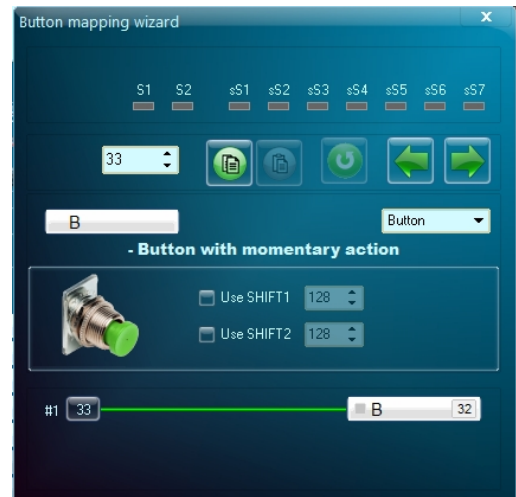 Button mapping wizard x
S1 S2 sS1 sS2 sS3 sS4 sS5 sS6 sS7
33
B Button
- Button with momentary action
Use SHIFT1 128
Use SHIFT2 128
#1 33 B 32